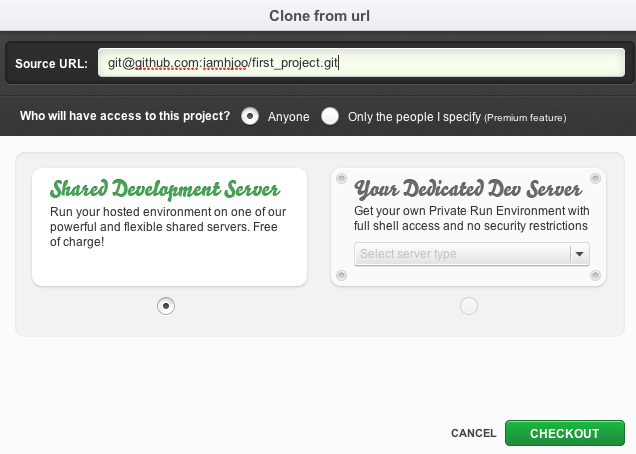 Clone from url
Source URL: git@github.com:iamhjoo/first_project.git
Who will have access to this project? Anyone Only the people I specify (Premium feature)
Shared Development Server
Run your hosted environment on one of our
powerful and flexible shared servers. Free
of charge!
Your Dedicated Dev Server
Get your own Private Run Environment with
full shell access and no security restrictions
Select server type
CANCEL CHECKOUT